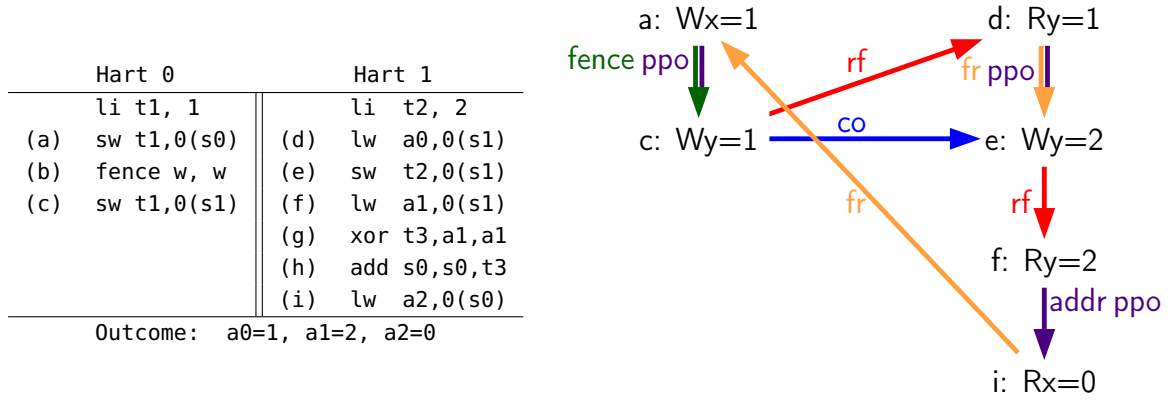 Hart 0 Hart 1
li t1, 1 li t2, 2
(a) sw t1,0(s0) (d) lw a0,0(s1)
(b) fence w, w (e) sw t2,0(s1)
(c) sw t1,0(s1) (f) lw a1,0(s1)
(g) xor t3,a1,a1
(h) add s0,s0,t3
(i) lw a2,0(s0)
Outcome: a0=1, a1=2, a2=0
a: Wx=1 d: Ry=1
fence ppo rf fr ppo
c: Wy=1 co e: Wy=2
fr rf
f: Ry=2
addr ppo
i: Rx=0